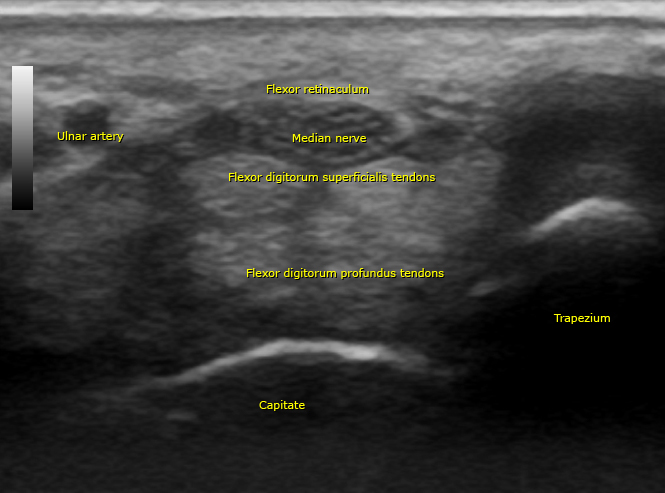 Flexor retinaculum
Ulnar artery
Median nerve
Flexor digitorum superficialis tendons
Flexor digitorum profundus tendons
Trapezium
Capitate